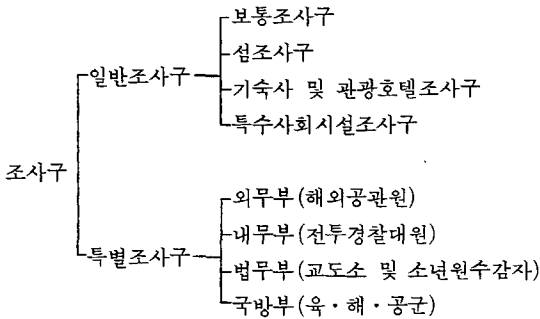 보통조사구
섬조사구
일반조사구
기숙사 및 관광호텔조사구
특수사회시설조사구
조사구
외무부(해외공관원)
내무부(전투경찰대원)
특별조사구
법무부(교도소 및 소년원수감자)
국방부(육·해·공군)